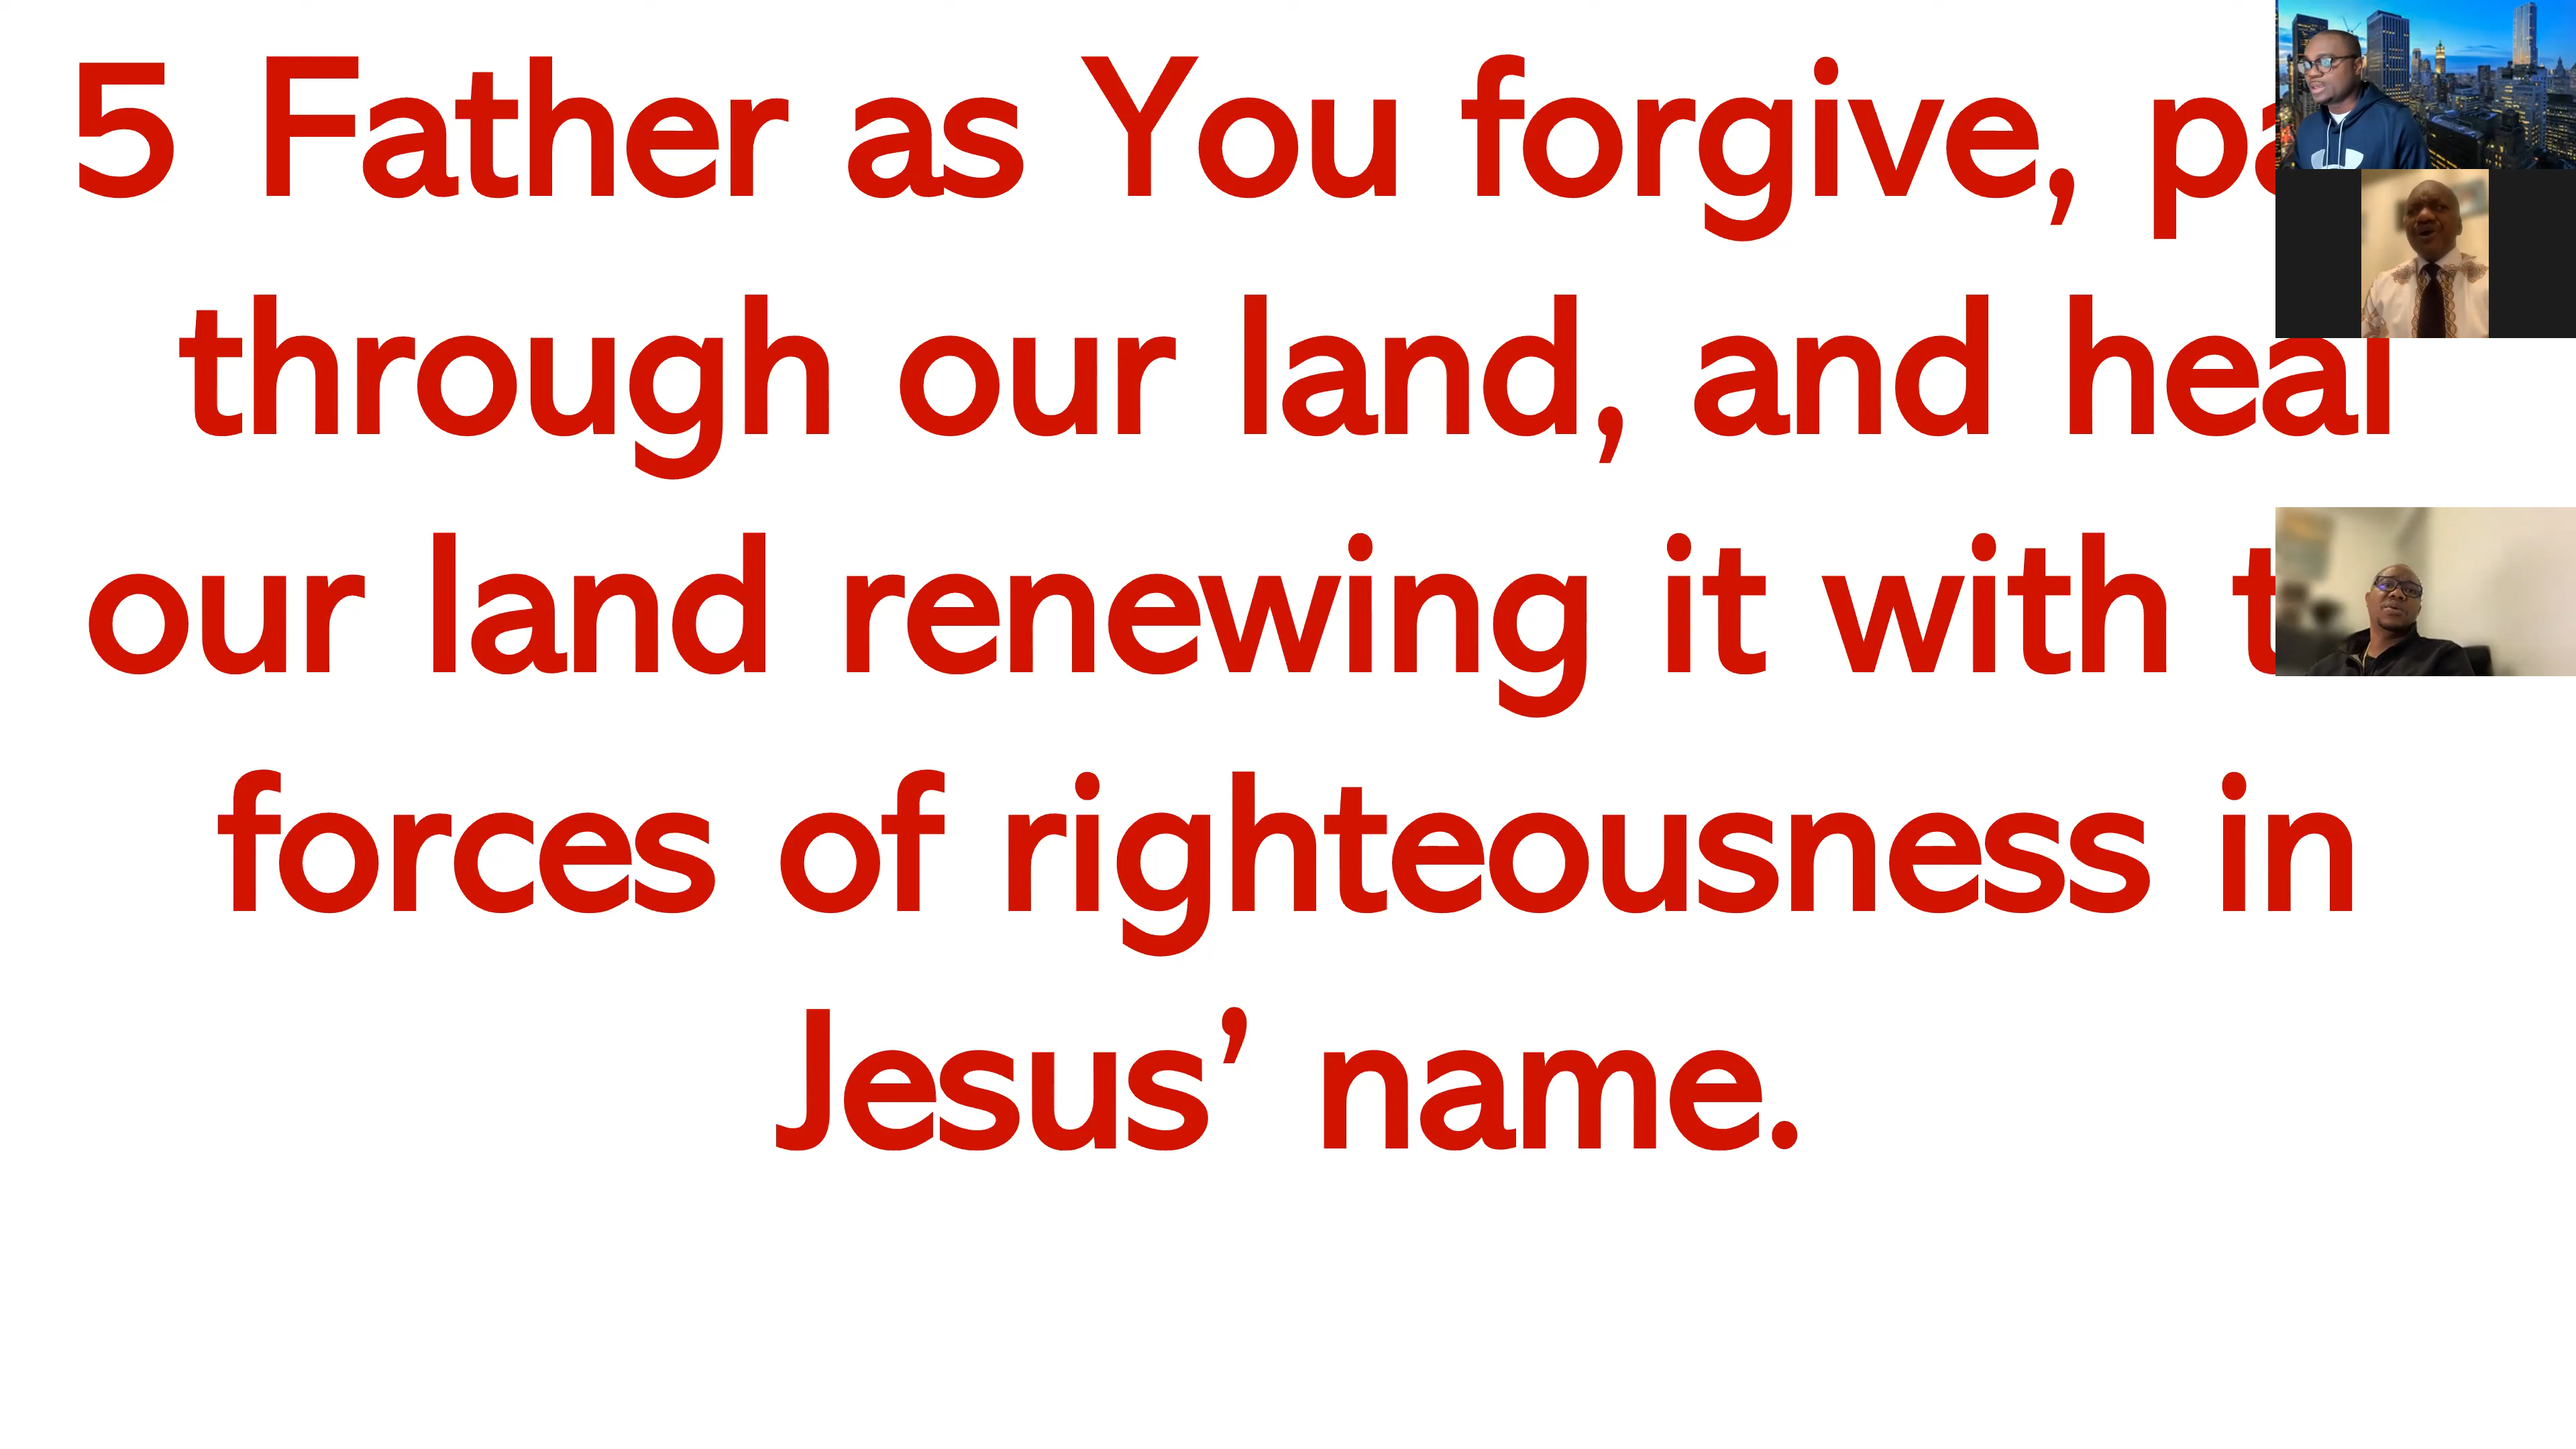 5 Father as You forgive,
through our land, and heal
our land renewing it with
forces of righteousness in
Jesus’ name.